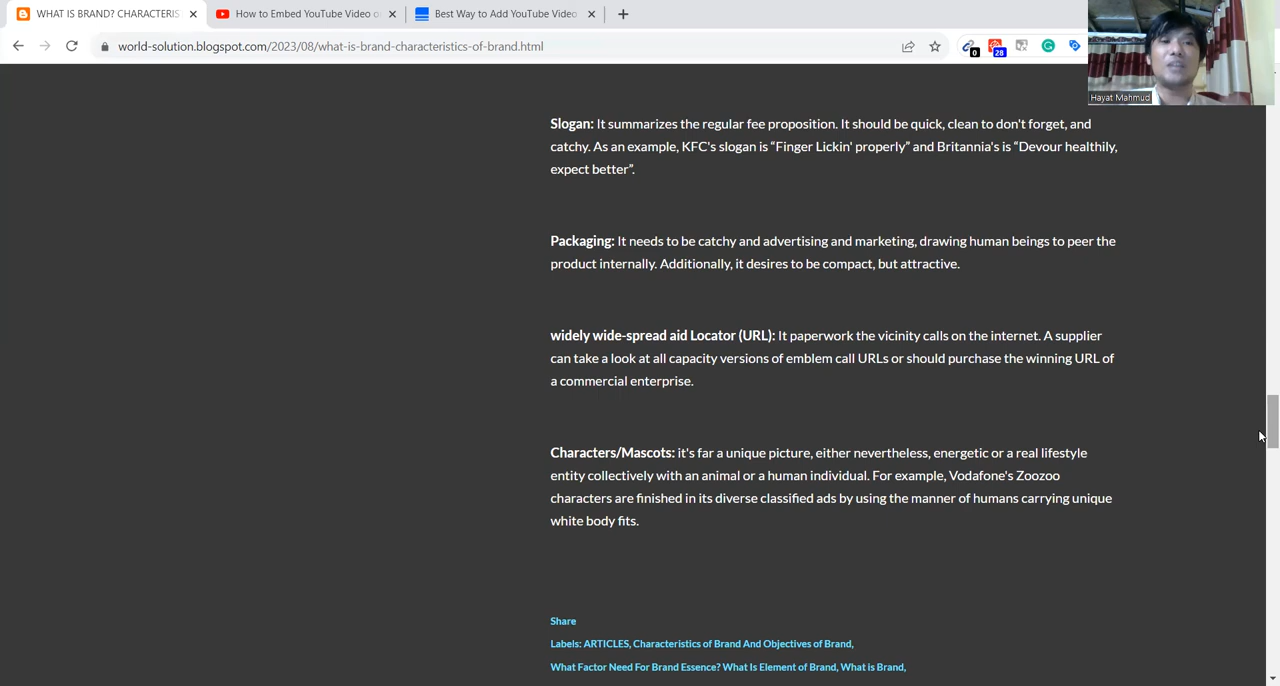 WHAT IS BRAND? CHARACTERIS
How to Embed YouTube Video o
Best Way to Add YouTube Video
world-solution.blogspot.com/2023/08/what-is-brand-characteristics-of-brand.html
0
28
Hayat Mahmud
Slogan: It summarizes the regular fee proposition. It should be quick, clean to don't forget, and
catchy. As an example, KFC's slogan is “Finger Lickin' properly” and Britannia's is “Devour healthily,
expect better”.
Packaging: It needs to be catchy and advertising and marketing, drawing human beings to peer the
product internally. Additionally, it desires to be compact, but attractive.
widely wide-spread aid Locator (URL): It paperwork the vicinity calls on the internet. A supplier
can take a look at all capacity versions of emblem call URLs or should purchase the winning URL of
a commercial enterprise.
Characters/Mascots: it's far a unique picture, either nevertheless, energetic or a real lifestyle
entity collectively with an animal or a human individual. For example, Vodafone's Zoozoo
characters are finished in its diverse classified ads by using the manner of humans carrying unique
white body fits.
Share
Labels: ARTICLES, Characteristics of Brand And Objectives of Brand,
What Factor Need For Brand Essence? What Is Element of Brand, What is Brand,